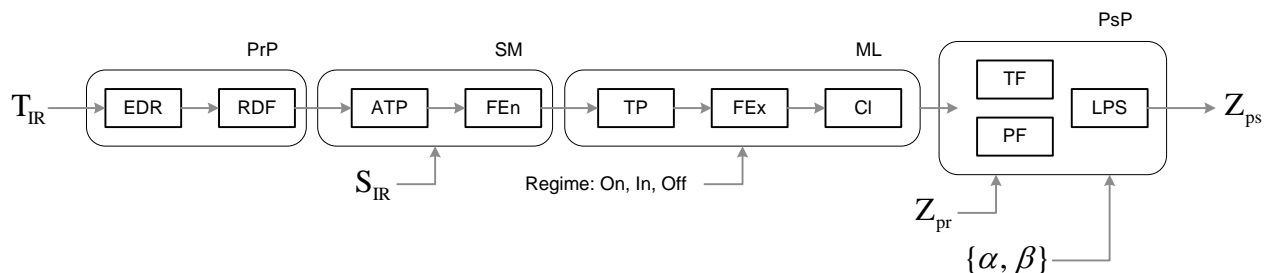 PrP SM ML PsP
T_IR EDR RDF ATP FEn TP FEx Cl TF PF LPS Z_ps
S_IR
Regime: On, In, Off
Z_pr
{α, β}